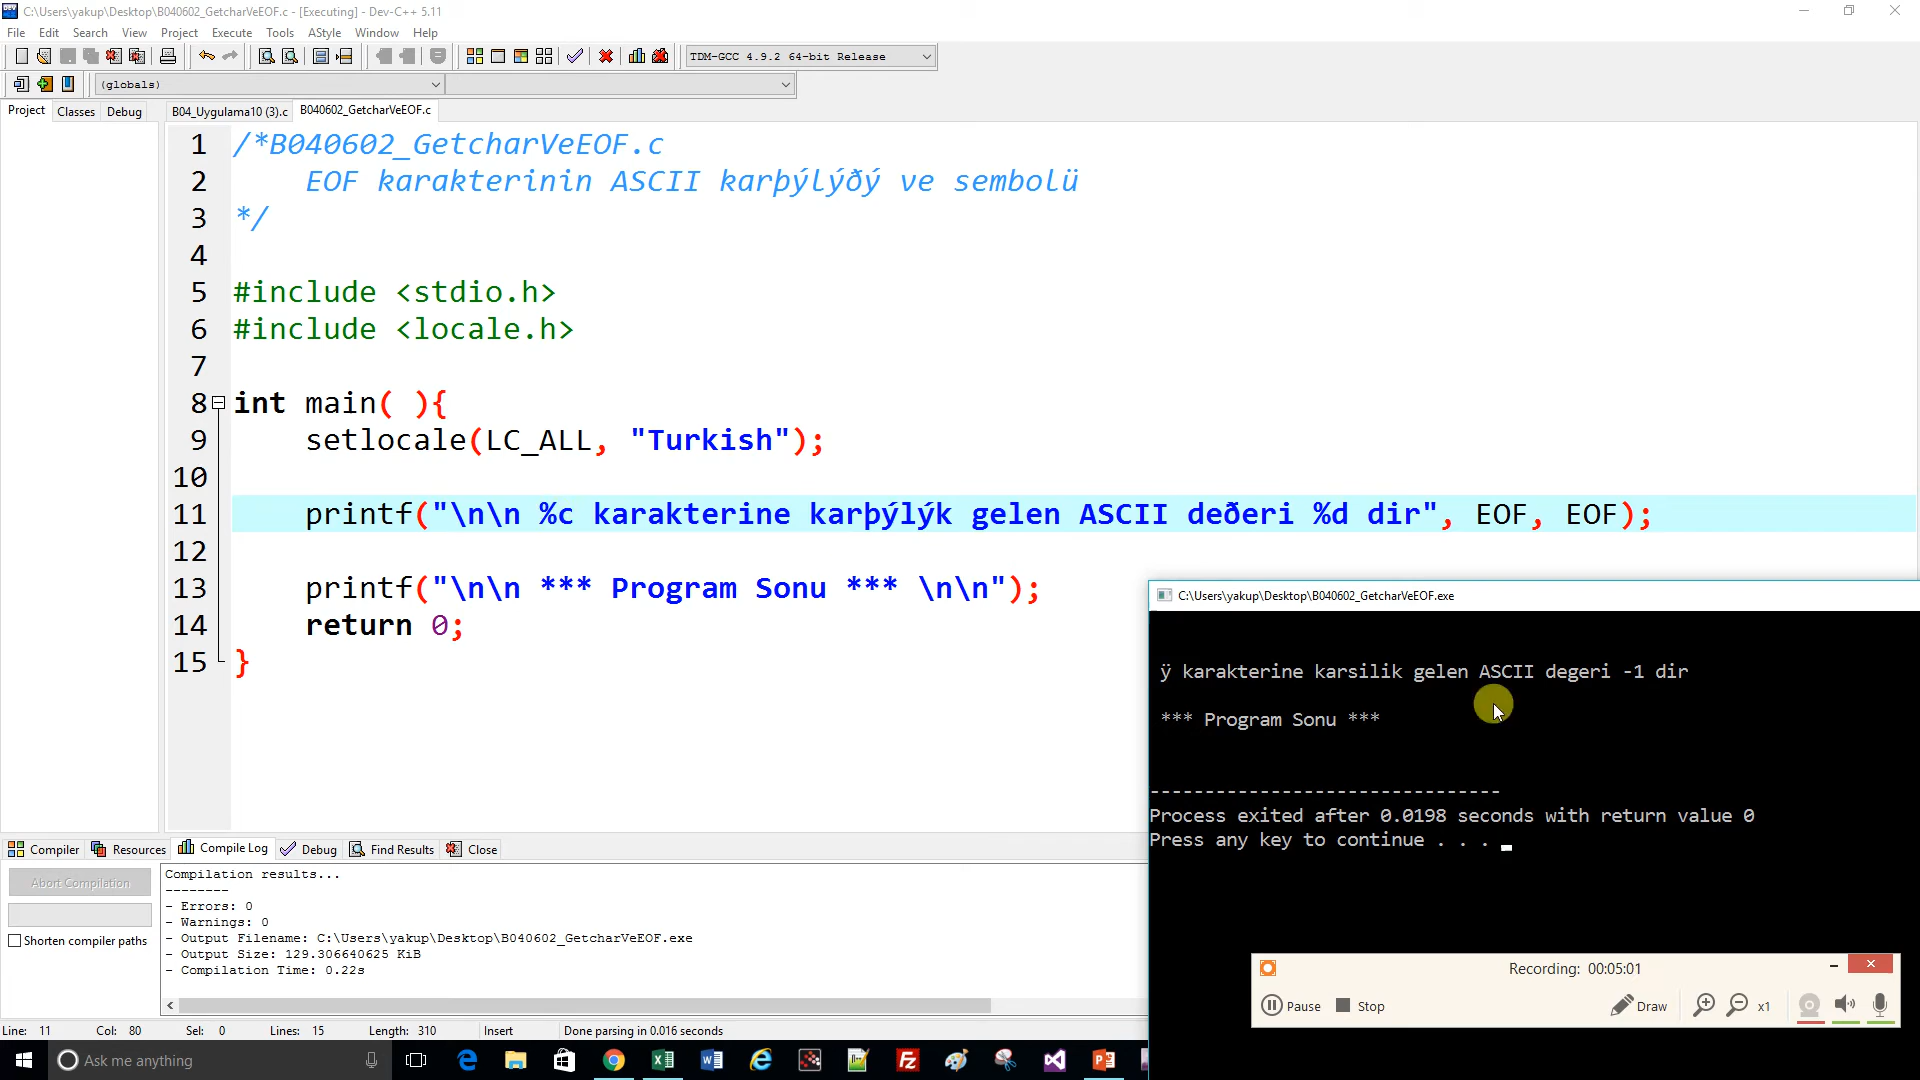 C:\Users\yakup\Desktop\B040602_GetcharVeEOF.c - [Executing] - Dev-C++ 5.11
File Edit Search View Project Execute Tools AStyle Window Help
TDM-GCC 4.9.2 64-bit Release
(globals)
Project Classes Debug B04_Uygulama10 (3).c B040602_GetcharVeEOF.c
1 /*B040602_GetcharVeEOF.c
2 EOF karakterinin ASCII karþýlýðý ve sembolü
3 */
4
5 #include <stdio.h>
6 #include <locale.h>
7
8 int main( ){
9 setlocale(LC_ALL, "Turkish");
10
11 printf("\n\n %c karakterine karþýlýk gelen ASCII deðeri %d dir", EOF, EOF);
12
13 printf("\n\n *** Program Sonu *** \n\n");
14 return 0;
15 }
C:\Users\yakup\Desktop\B040602_GetcharVeEOF.exe
ÿ karakterine karsilik gelen ASCII degeri -1 dir
*** Program Sonu ***
--------------------------------
Process exited after 0.0198 seconds with return value 0
Press any key to continue . . .
Compiler Resources Compile Log Debug Find Results Close
Abort Compilation
Shorten compiler paths
Compilation results...
--------
- Errors: 0
- Warnings: 0
- Output Filename: C:\Users\yakup\Desktop\B040602_GetcharVeEOF.exe
- Output Size: 129.306640625 KiB
- Compilation Time: 0.22s
Recording: 00:05:01
Pause Stop Draw x1
Line: 11 Col: 80 Sel: 0 Lines: 15 Length: 310 Insert Done parsing in 0.016 seconds
Ask me anything